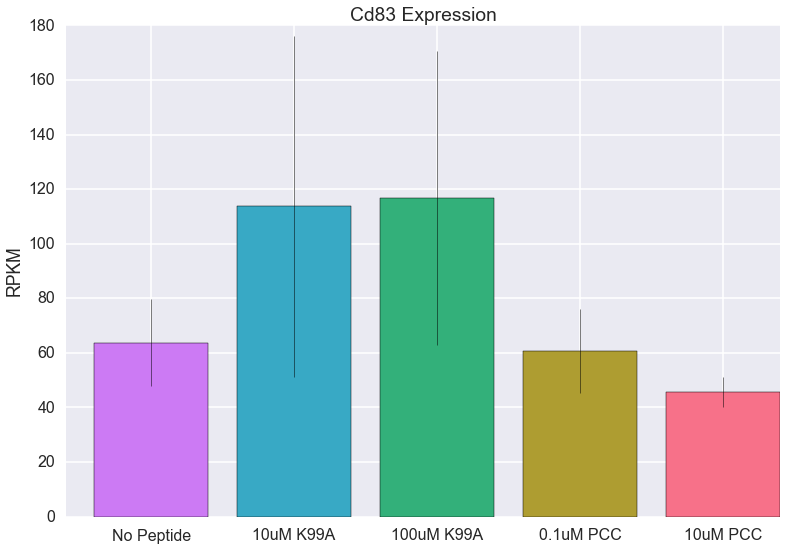 Cd83 Expression
180
160
140
120
100
80
60
40
20
0
RPKM
No Peptide
10uM K99A
100uM K99A
0.1uM PCC
10uM PCC